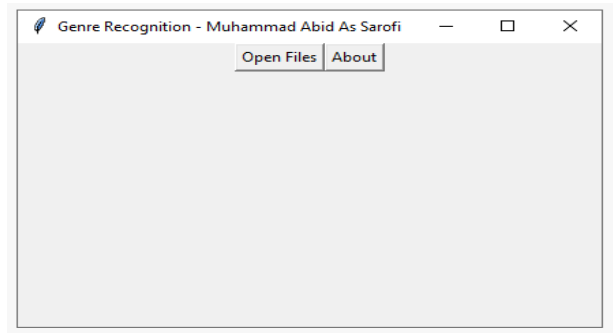 Genre Recognition - Muhammad Abid As Sarofi
Open Files About